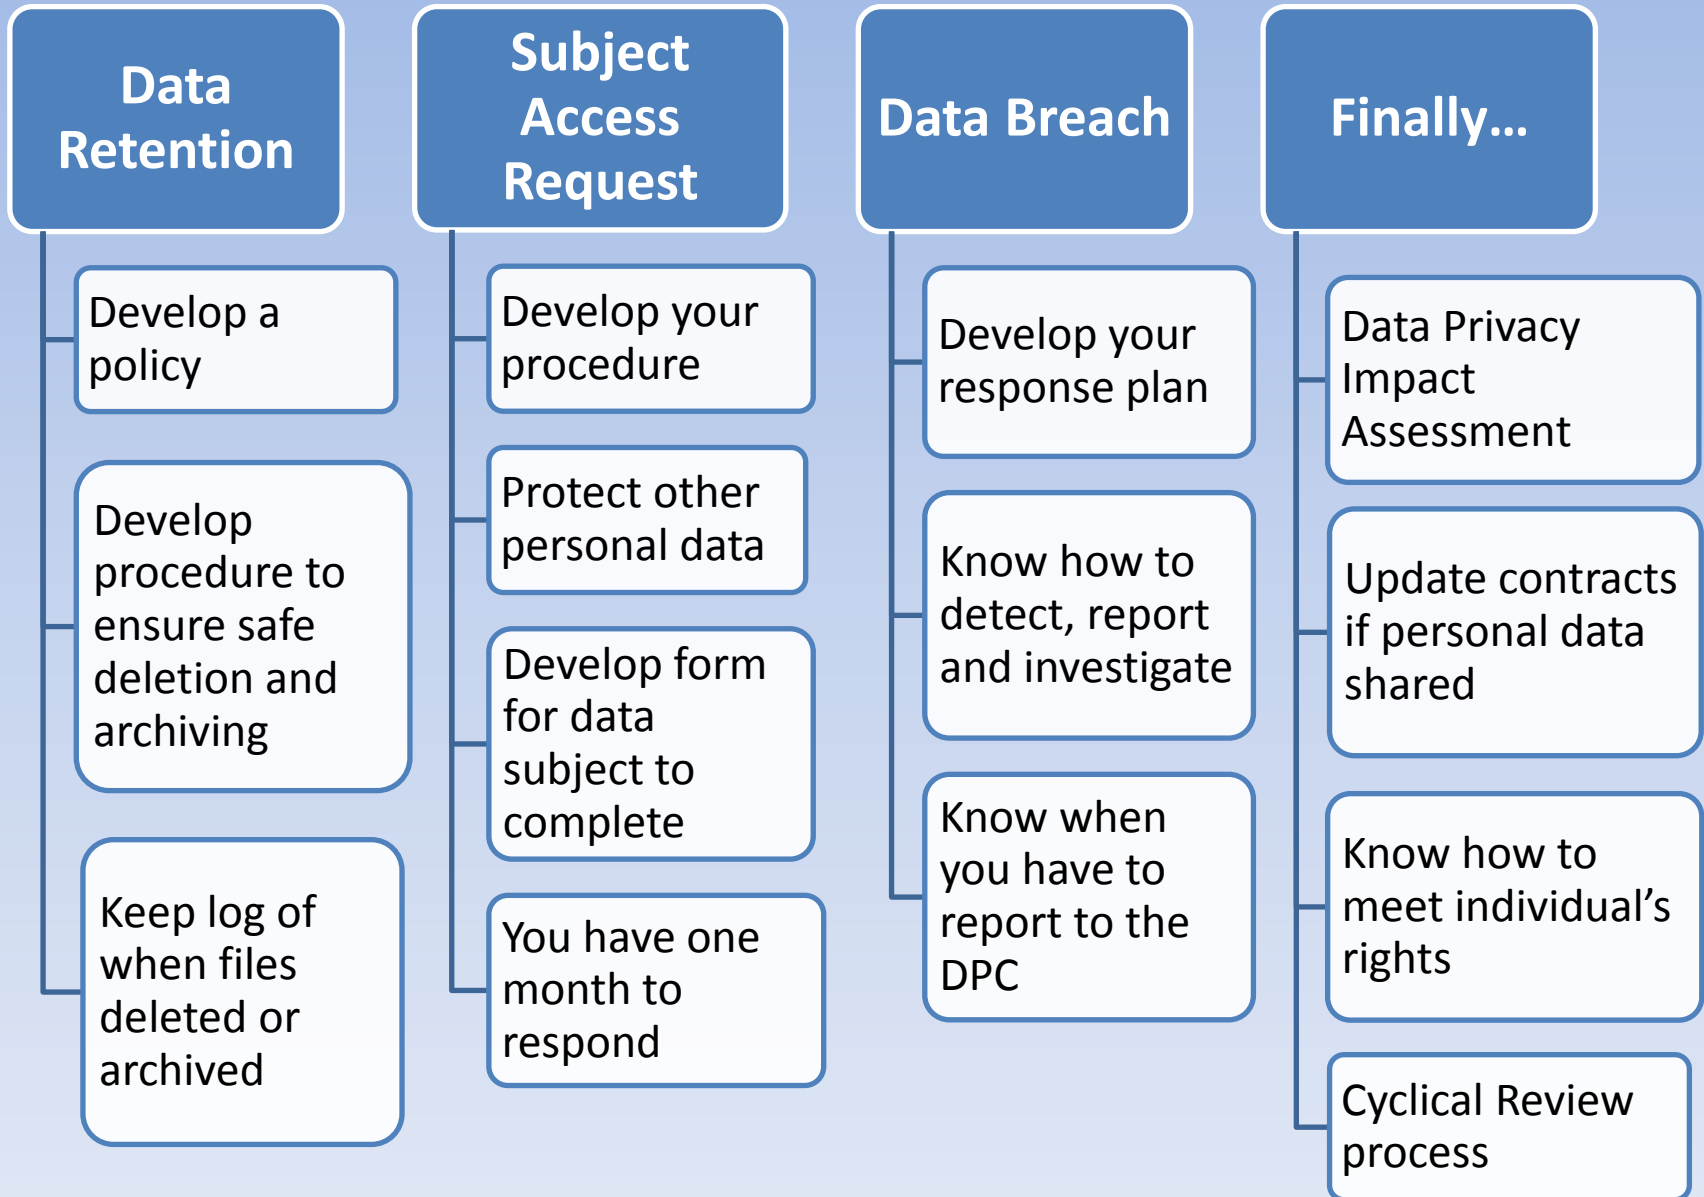 Data
Retention
Develop a
policy
Develop
procedure to
ensure safe
deletion and
archiving
Keep log of
when files
deleted or
archived
Subject
Access
Request
Develop your
procedure
Protect other
personal data
Develop form
for data
subject to
complete
You have one
month to
respond
Data Breach
Develop your
response plan
Know how to
detect, report
and investigate
Know when
you have to
report to the
DPC
Finally…
Data Privacy
Impact
Assessment
Update contracts
if personal data
shared
Know how to
meet individual’s
rights
Cyclical Review
process